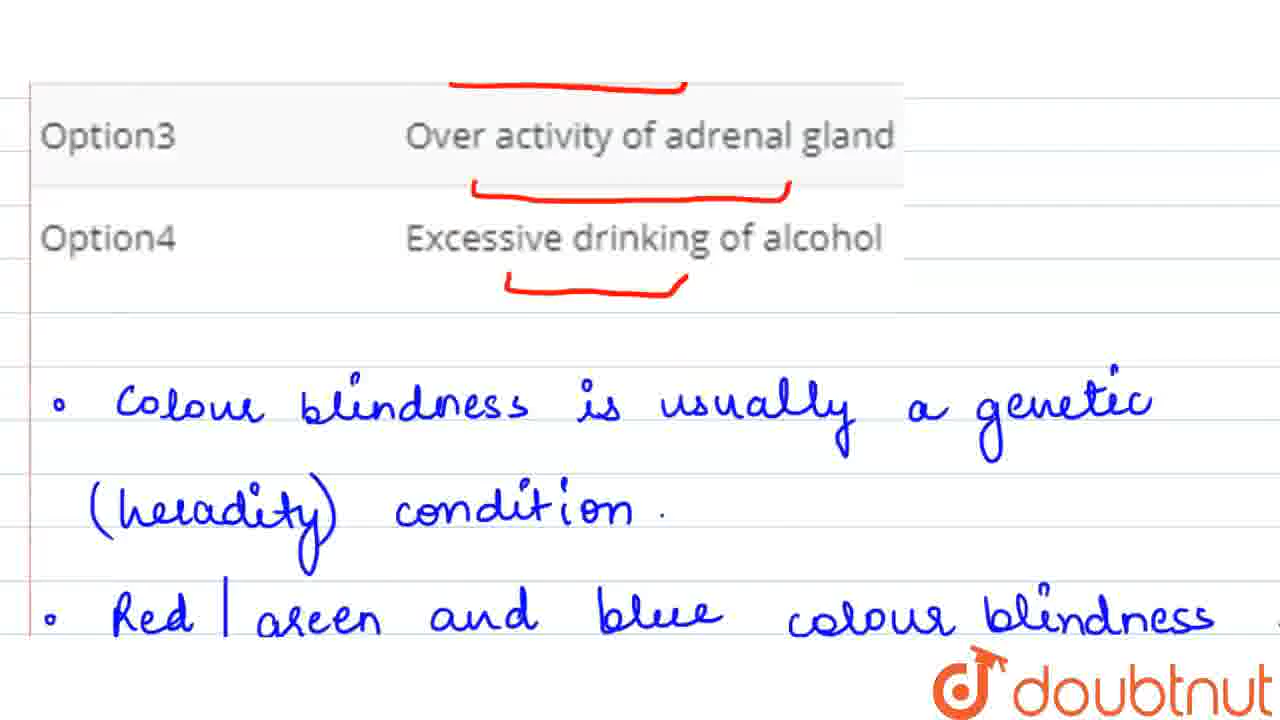 Option3 Over activity of adrenal gland
Option4 Excessive drinking of alcohol
• Colour blindness is usually a genetic
(heradity) condition.
• Red | green and blue colour blindness
doubtnut